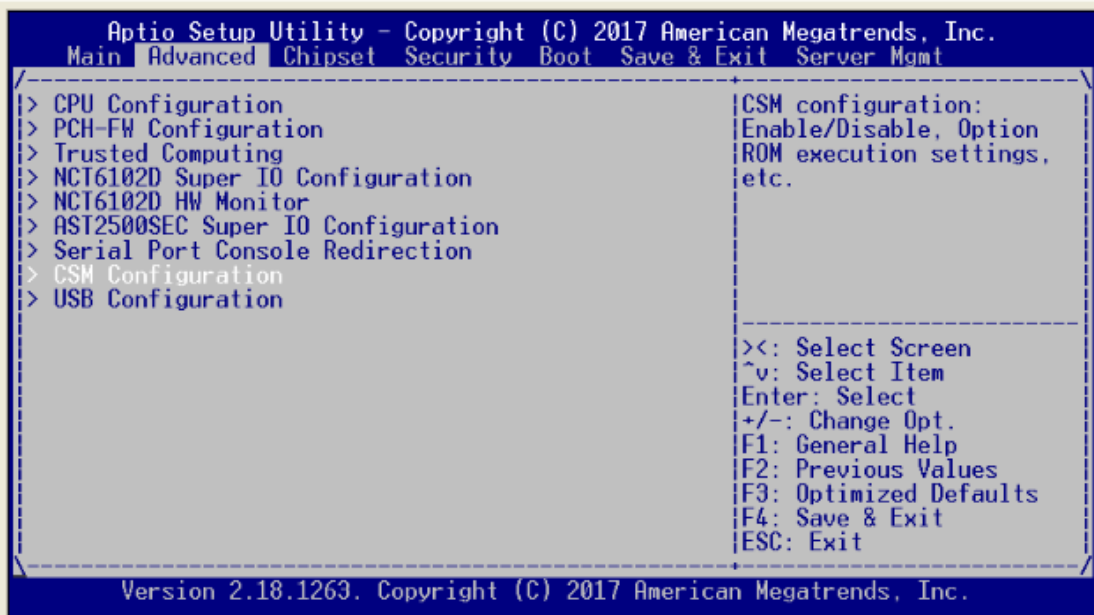 Aptio Setup Utility - Copyright (C) 2017 American Megatrends, Inc.
Main Advanced Chipset Security Boot Save & Exit Server Mgmt
> CPU Configuration
> PCH-FW Configuration
> Trusted Computing
> NCT6102D Super IO Configuration
> NCT6102D HW Monitor
> AST2500SEC Super IO Configuration
> Serial Port Console Redirection
> CSM Configuration
> USB Configuration
CSM configuration:
Enable/Disable, Option
ROM execution settings,
etc.
><: Select Screen
^v: Select Item
Enter: Select
+/-: Change Opt.
F1: General Help
F2: Previous Values
F3: Optimized Defaults
F4: Save & Exit
ESC: Exit
Version 2.18.1263. Copyright (C) 2017 American Megatrends, Inc.